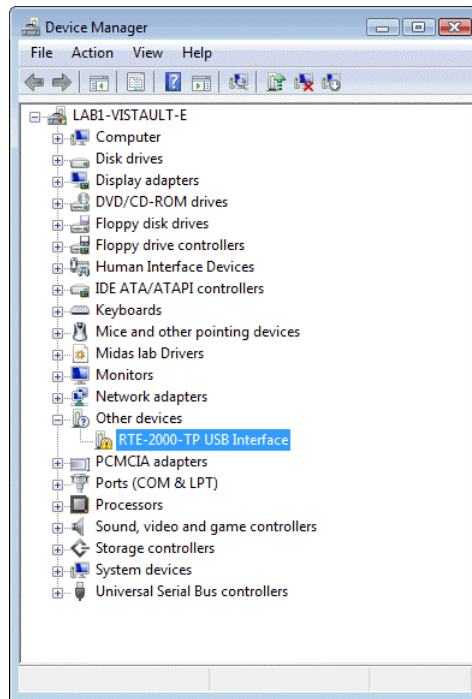 Device Manager
File Action View Help
LAB1-VISTAULT-E
Computer
Disk drives
Display adapters
DVD/CD-ROM drives
Floppy disk drives
Floppy drive controllers
Human Interface Devices
IDE ATA/ATAPI controllers
Keyboards
Mice and other pointing devices
Midas lab Drivers
Monitors
Network adapters
Other devices
RTE-2000-TP USB Interface
PCMCIA adapters
Ports (COM & LPT)
Processors
Sound, video and game controllers
Storage controllers
System devices
Universal Serial Bus controllers